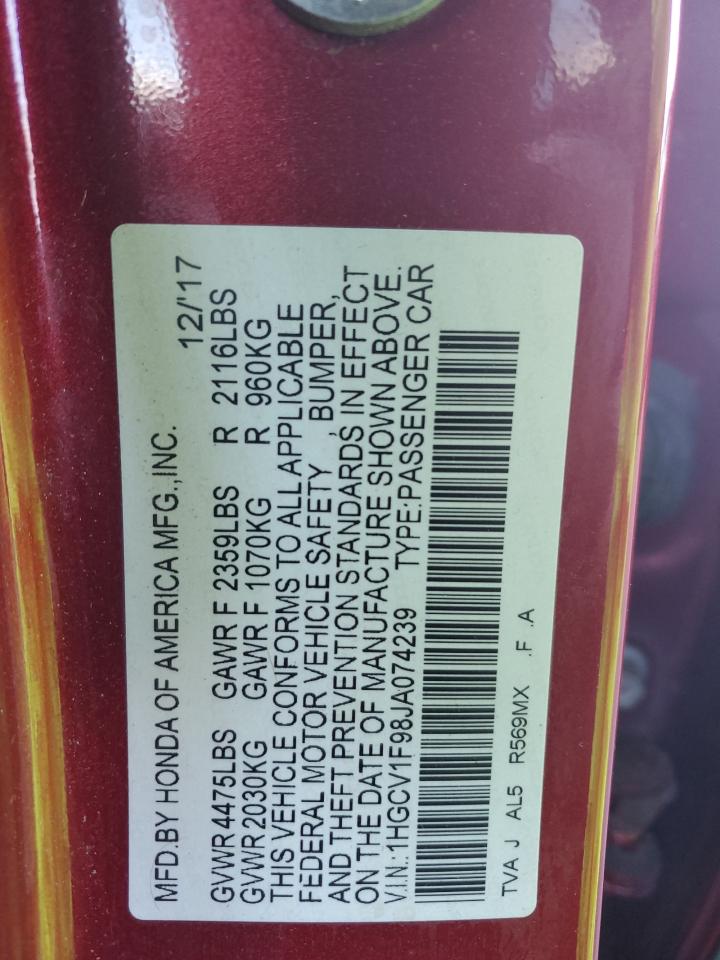 MFD.BY HONDA OF AMERICA MFG.,INC. 12/'17
GVWR 4475LBS GAWR F 2359LBS R 2116LBS
GVWR 2030KG GAWR F 1070KG R 960KG
THIS VEHICLE CONFORMS TO ALL APPLICABLE
FEDERAL MOTOR VEHICLE SAFETY , BUMPER,
AND THEFT PREVENTION STANDARDS IN EFFECT
ON THE DATE OF MANUFACTURE SHOWN ABOVE.
V.I.N.:1HGCV1F98JA074239 TYPE:PASSENGER CAR
TVA J AL5 R569MX .F .A